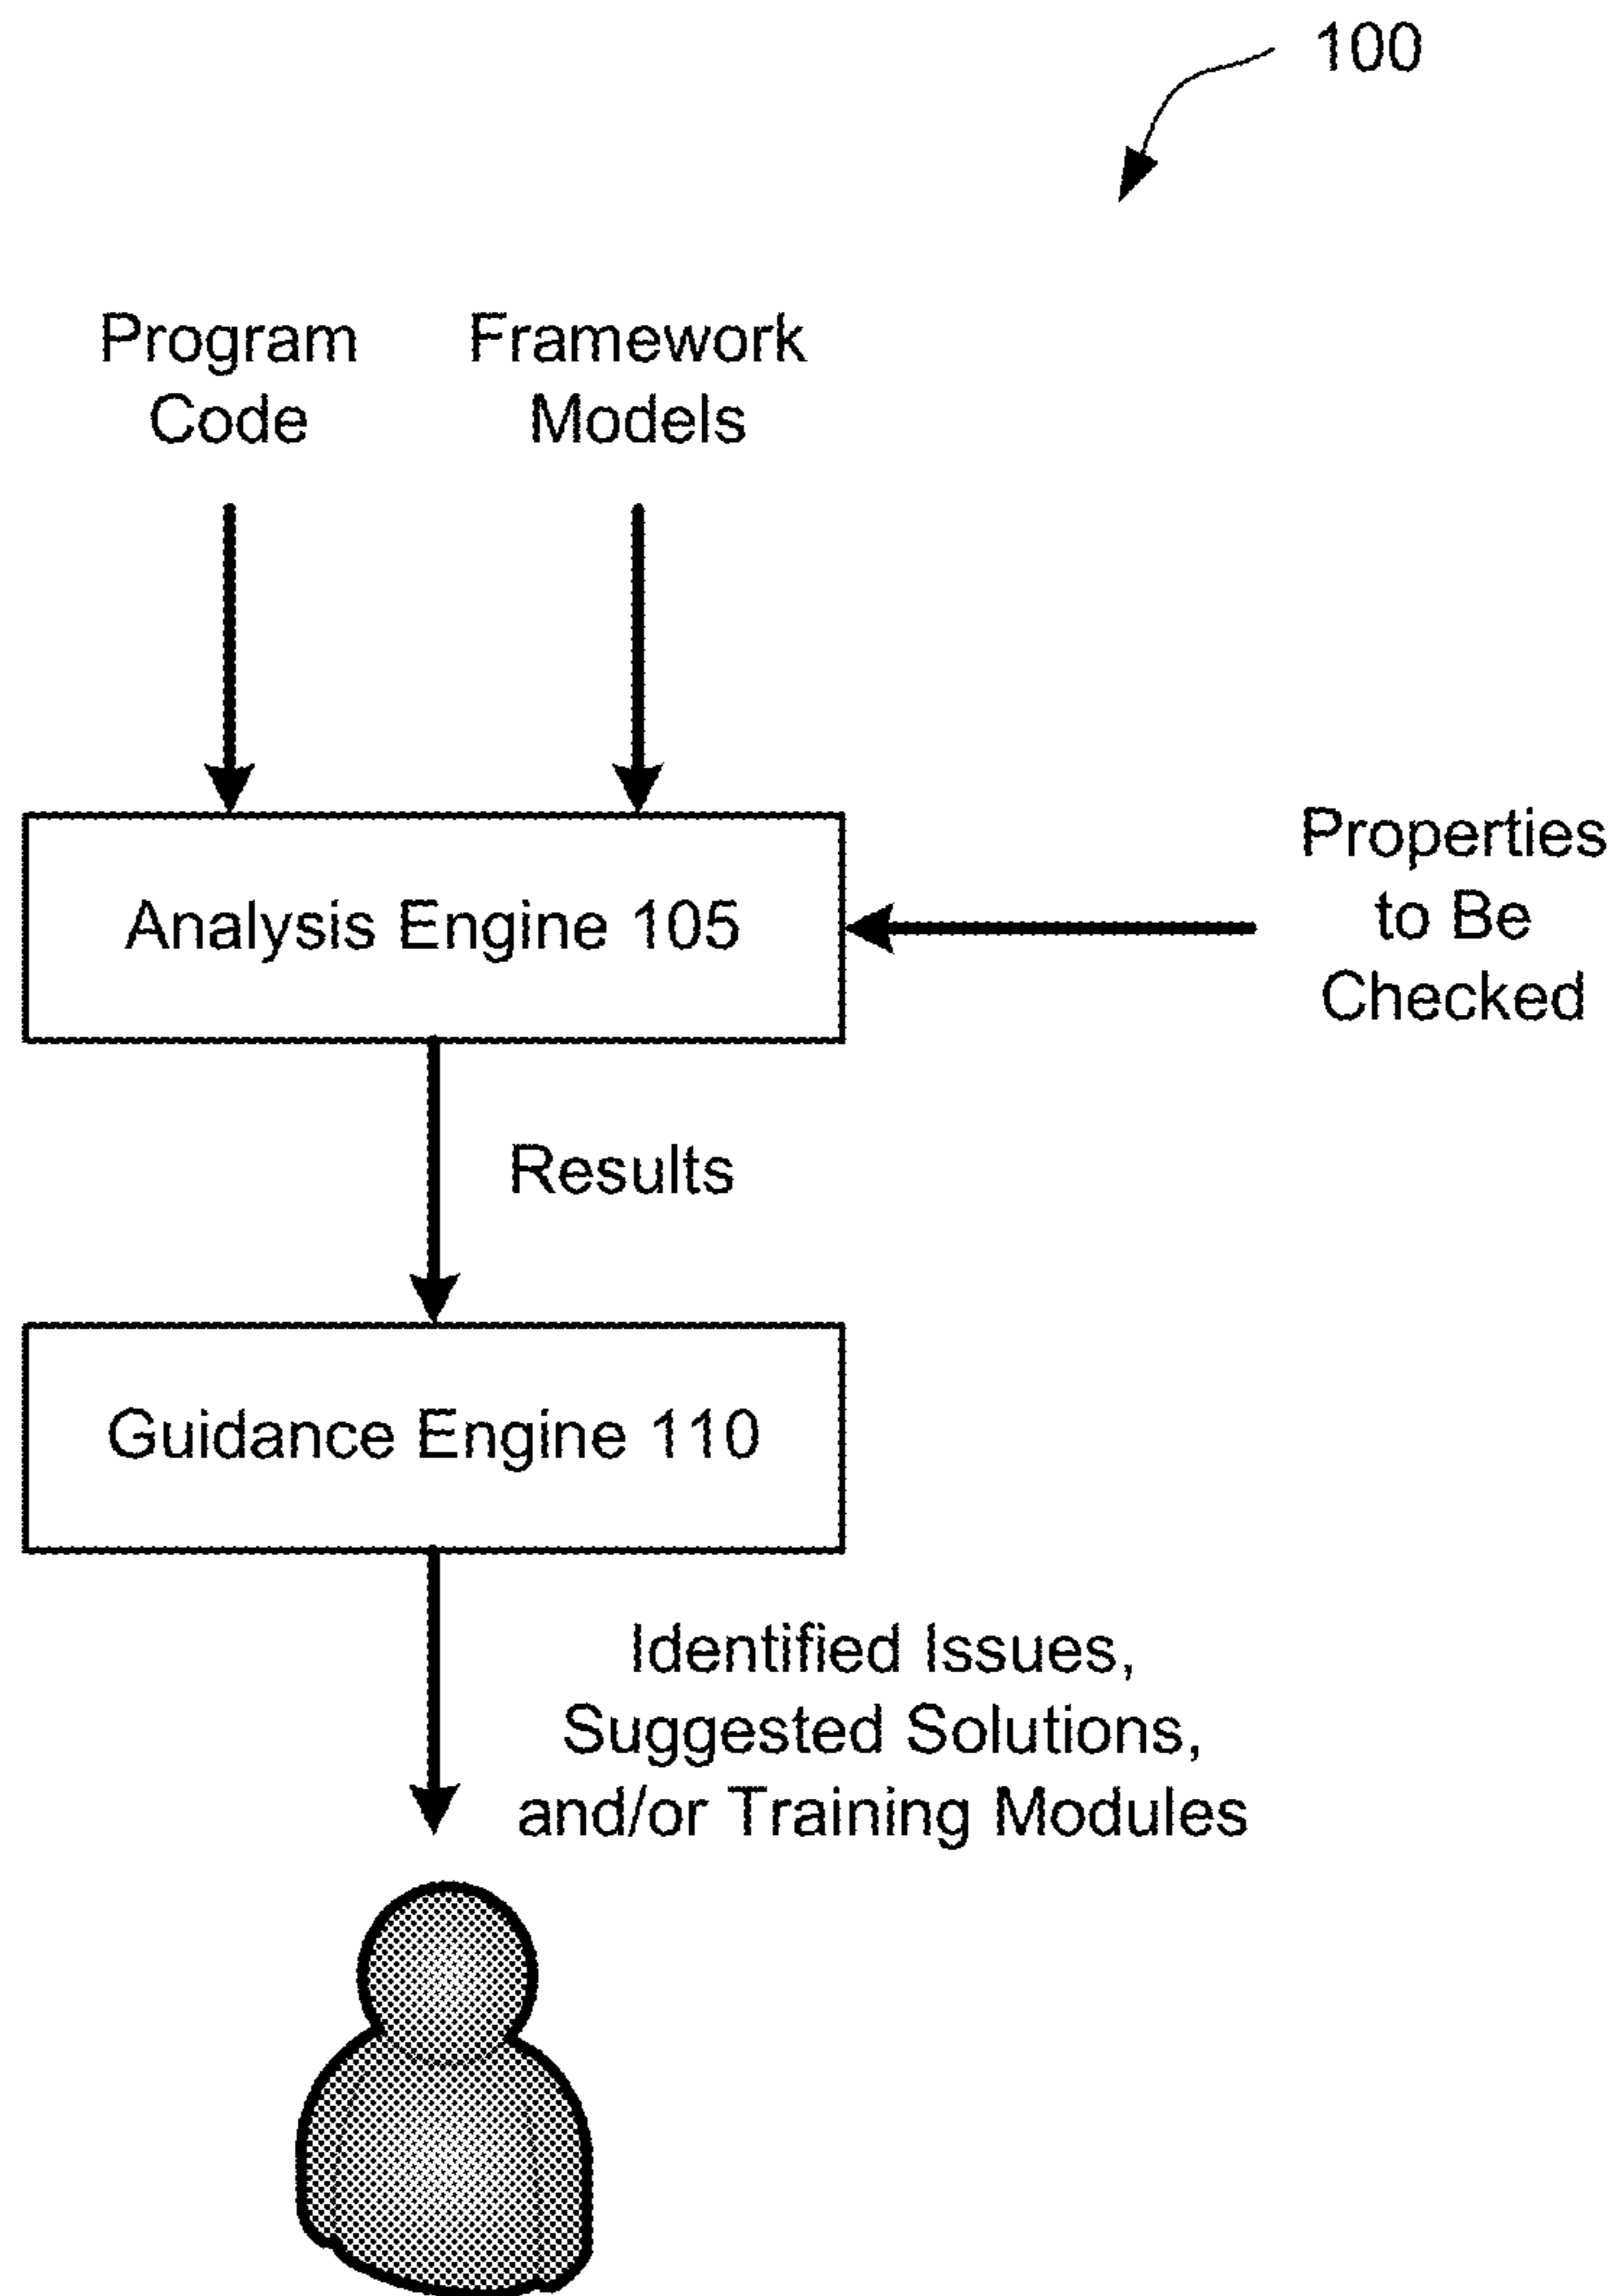 100
Program
Code
Framework
Models
Analysis Engine 105
Properties
to Be
Checked
Results
Guidance Engine 110
Identified Issues,
Suggested Solutions,
and/or Training Modules